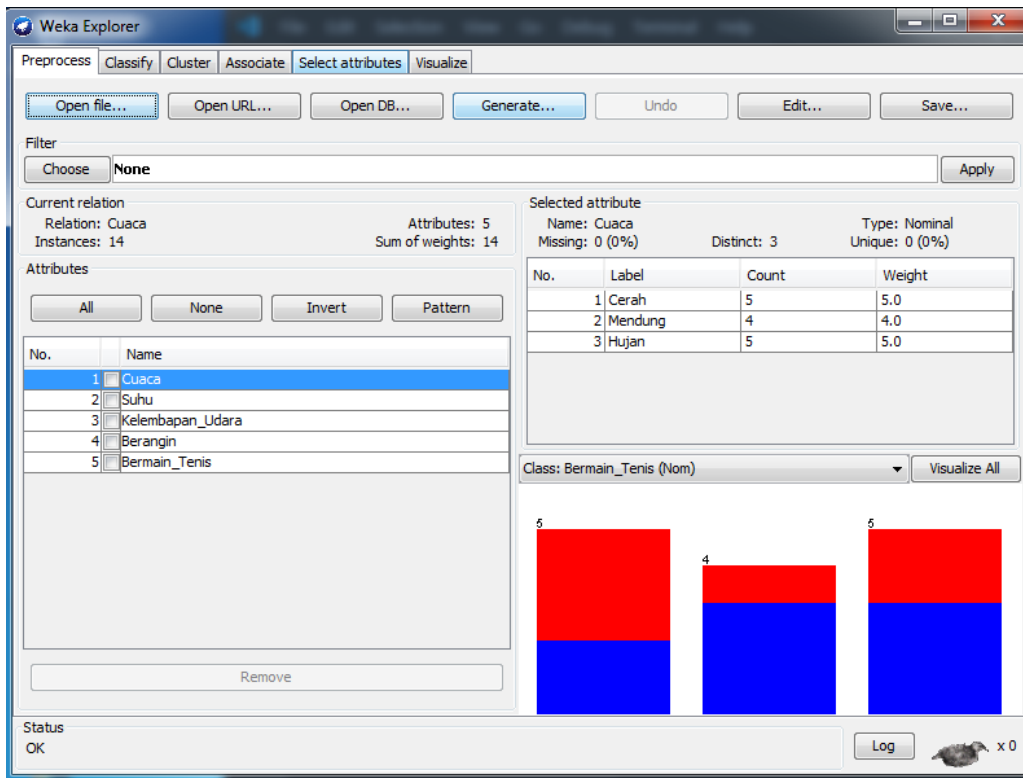 Weka Explorer
Preprocess Classify Cluster Associate Select attributes Visualize
Open file... Open URL... Open DB... Generate... Undo Edit... Save...
Filter
Choose None Apply
Current relation
Relation: Cuaca Attributes: 5
Instances: 14 Sum of weights: 14
Selected attribute
Name: Cuaca Type: Nominal
Missing: 0 (0%) Distinct: 3 Unique: 0 (0%)
Attributes
All None Invert Pattern
No. Name
1 Cuaca
2 Suhu
3 Kelembapan_Udara
4 Berangin
5 Bermain_Tenis
Remove
No. Label Count Weight
1 Cerah 5 5.0
2 Mendung 4 4.0
3 Hujan 5 5.0
Class: Bermain_Tenis (Nom) Visualize All
5 4 5
Status
OK Log x 0